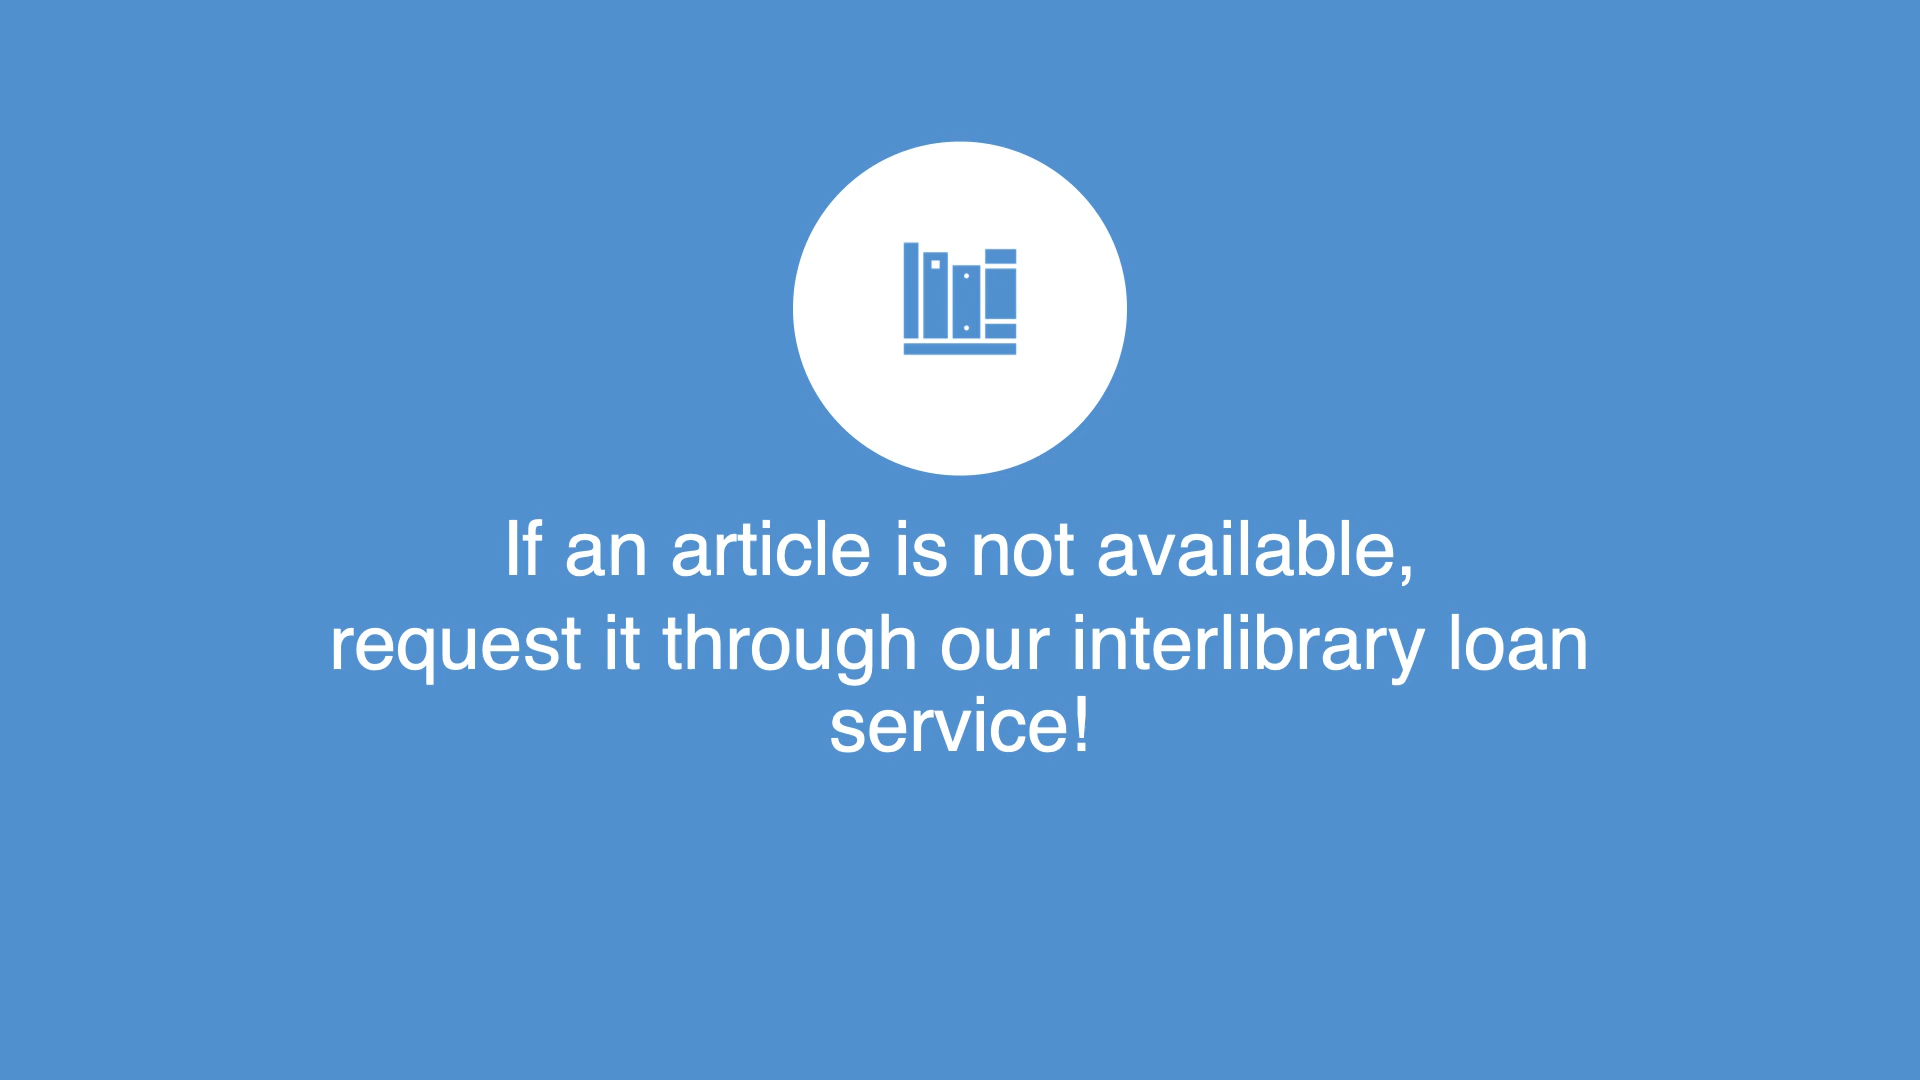 If an article is not available,
request it through our interlibrary loan
service!